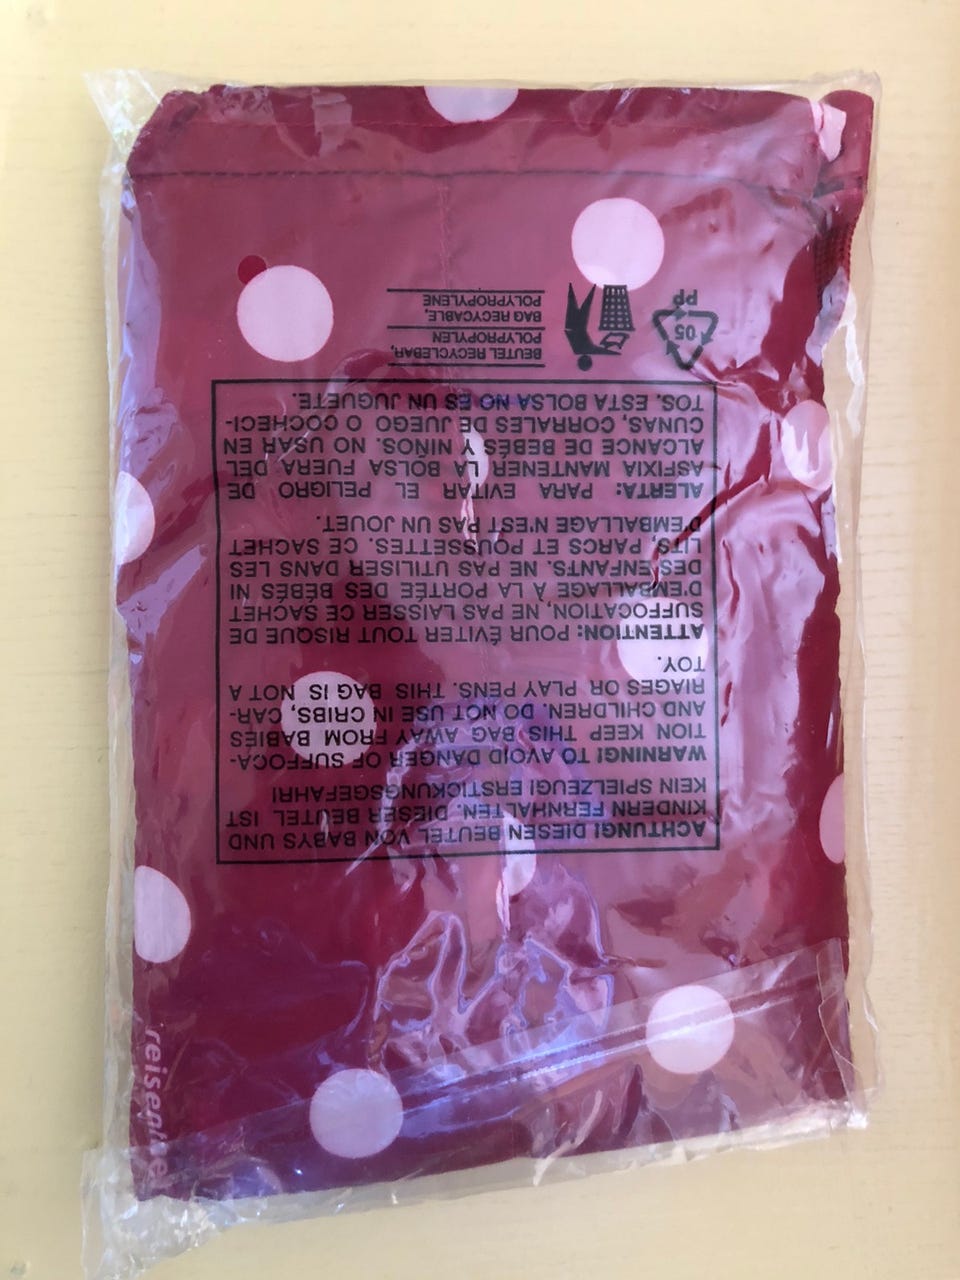 ACHTUNG! DIESEN BEUTEL VON BABYS UND
KINDERN FERNHALTEN. DIESER BEUTEL IST
KEIN SPIELZEUG! ERSTICKUNGSGEFAHR!
WARNING! TO AVOID DANGER OF SUFFOCA-
TION KEEP THIS BAG AWAY FROM BABIES
AND CHILDREN. DO NOT USE IN CRIBS, CAR-
RIAGES OR PLAY PENS. THIS BAG IS NOT A
TOY.
ATTENTION: POUR ÉVITER TOUT RISQUE DE
SUFFOCATION, NE PAS LAISSER CE SACHET
D'EMBALLAGE À LA PORTÉE DES BÉBÉS NI
DES ENFANTS. NE PAS UTILISER DANS LES
LITS, PARCS ET POUSSETTES. CE SACHET
D'EMBALLAGE N'EST PAS UN JOUET.
ALERTA: PARA EVITAR EL PELIGRO DE
ASFIXIA MANTENER LA BOLSA FUERA DEL
ALCANCE DE BEBÉS Y NIÑOS. NO USAR EN
CUNAS, CORRALES DE JUEGO O COCHECI-
TOS. ESTA BOLSA NO ES UN JUGUETE.
05
PP
BEUTEL RECYCLEBAR,
POLYPROPYLEN
BAG RECYCABLE,
POLYPROPYLENE
reisenthel